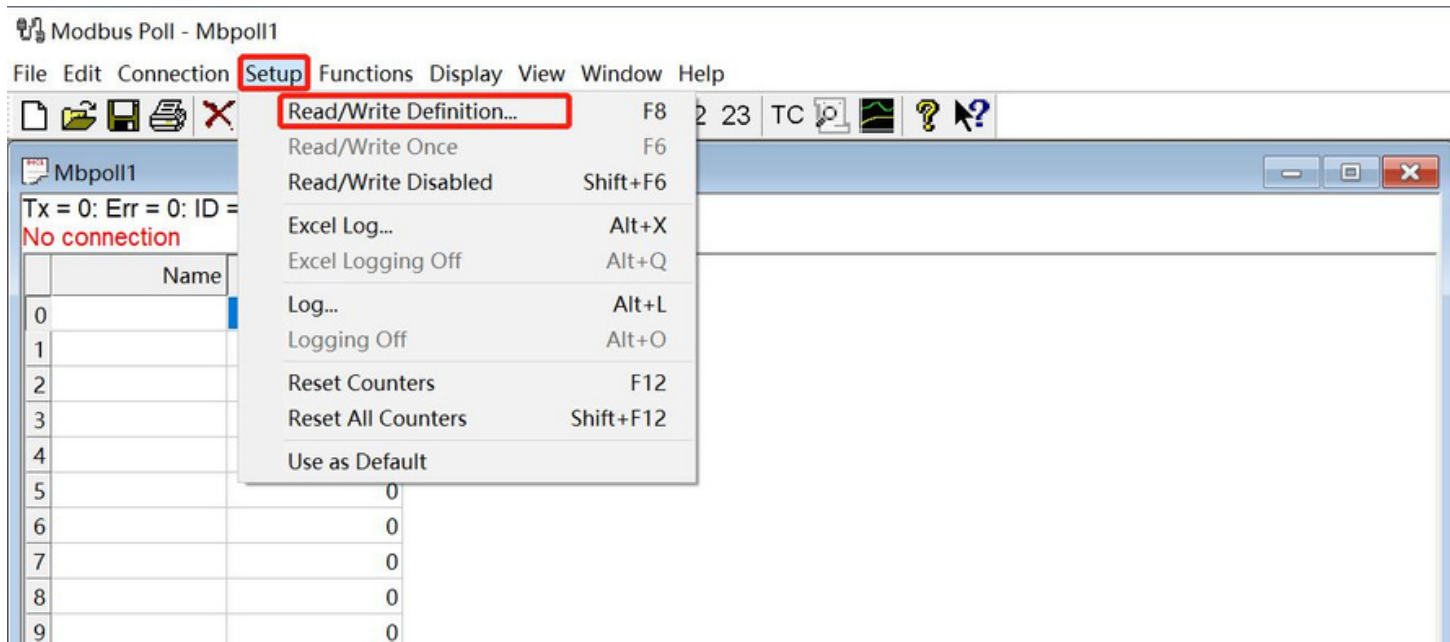 Modbus Poll - Mbpoll1
File Edit Connection Setup Functions Display View Window Help
Read/Write Definition... F8
2 23 TC
Read/Write Once F6
Mbpoll1
Read/Write Disabled Shift+F6
Tx = 0: Err = 0: ID =
Excel Log... Alt+X
No connection
Excel Logging Off Alt+Q
Name
Log... Alt+L
0
Logging Off Alt+O
1
Reset Counters F12
2
Reset All Counters Shift+F12
3
4
Use as Default
5 0
6 0
7 0
8 0
9 0